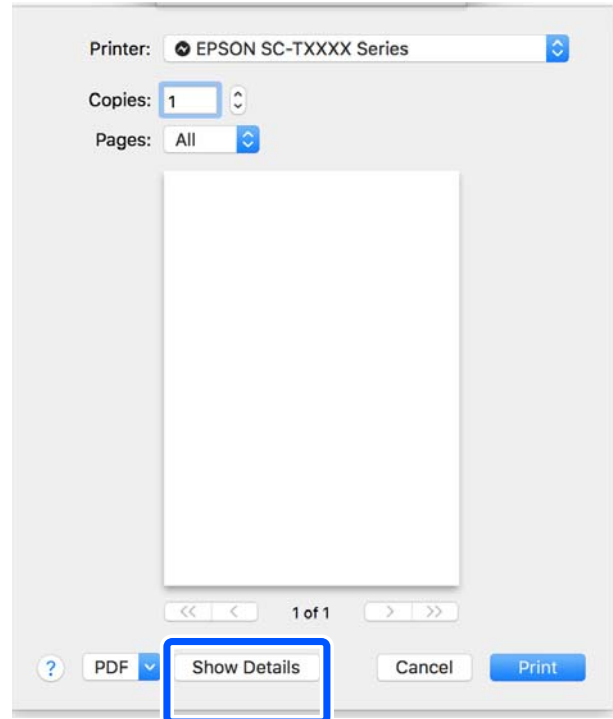 Printer: EPSON SC-TXXXX Series
Copies: 1
Pages: All
<< < 1 of 1 > >>
? PDF Show Details Cancel Print